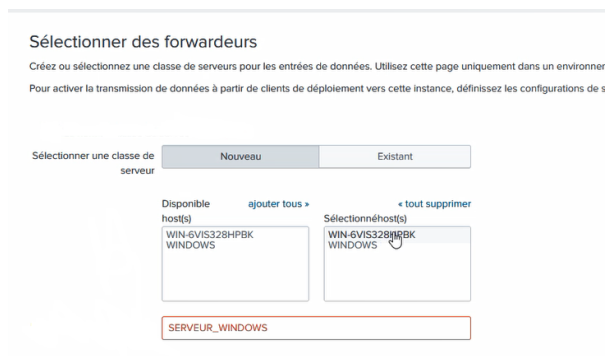 Sélectionner des forwardeurs
Créez ou sélectionnez une classe de serveurs pour les entrées de données. Utilisez cette page uniquement dans un
Pour activer la transmission de données à partir de clients de déploiement vers cette instance, définissez les configurations de
Sélectionner une classe de serveur
Nouveau Existant
Disponible host(s) ajouter tous » « tout supprimer
Sélectionnéhost(s)
WIN-6VIS328HPBK
WINDOWS
WIN-6VIS328HPBK
WINDOWS
SERVEUR_WINDOWS